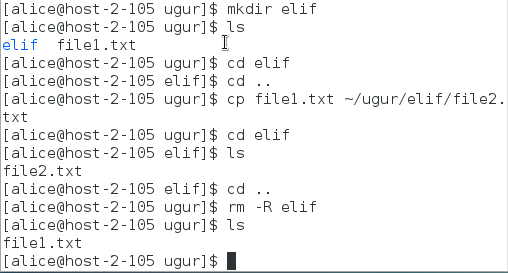 [alice@host-2-105 ugur]$ mkdir elif
[alice@host-2-105 ugur]$ ls
elif  file1.txt
[alice@host-2-105 ugur]$ cd elif
[alice@host-2-105 elif]$ cd ..
[alice@host-2-105 ugur]$ cp file1.txt ~/ugur/elif/file2.
txt
[alice@host-2-105 ugur]$ cd elif
[alice@host-2-105 elif]$ ls
file2.txt
[alice@host-2-105 elif]$ cd ..
[alice@host-2-105 ugur]$ rm -R elif
[alice@host-2-105 ugur]$ ls
file1.txt
[alice@host-2-105 ugur]$